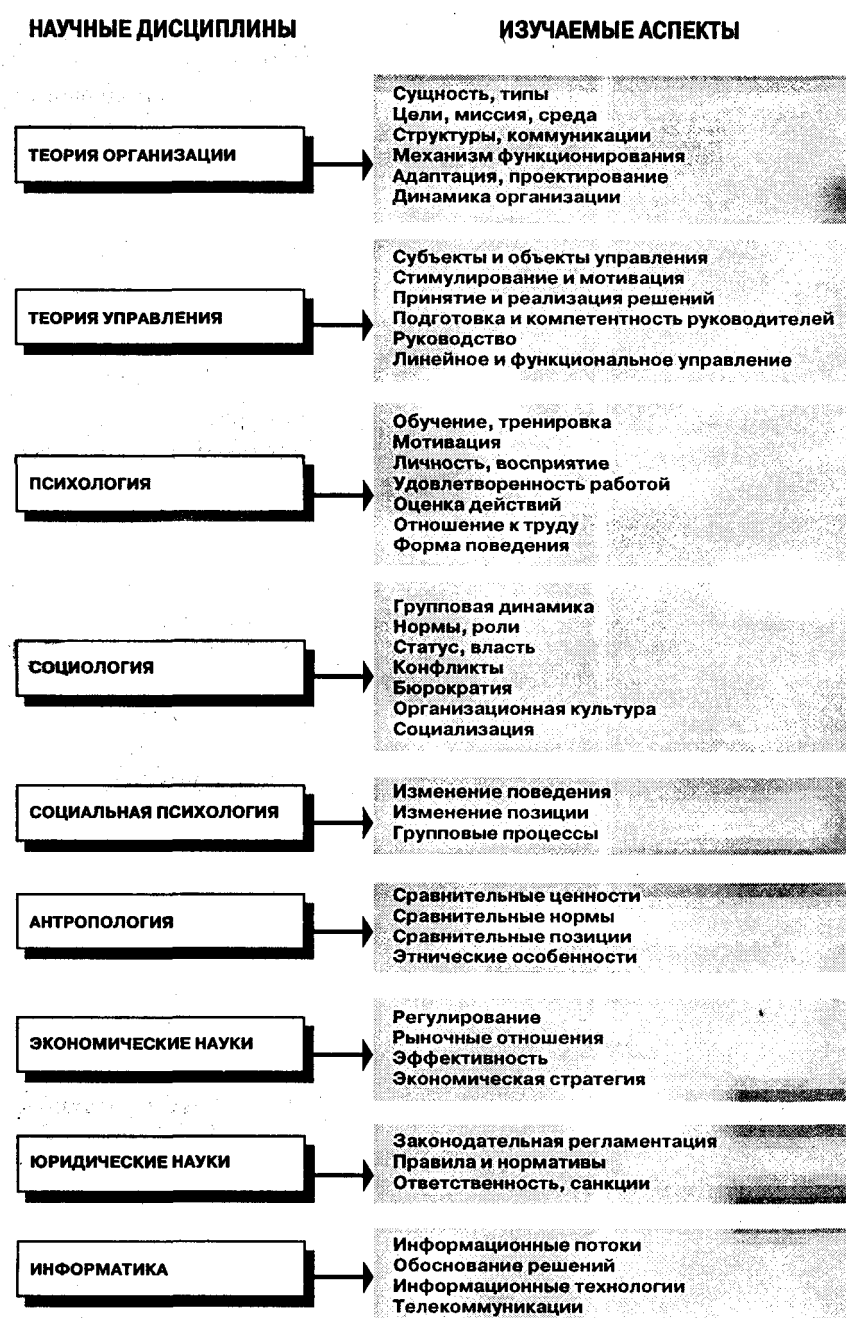 НАУЧНЫЕ ДИСЦИПЛИНЫ
ИЗУЧАЕМЫЕ АСПЕКТЫ
ТЕОРИЯ ОРГАНИЗАЦИИ
Сущность, типы
Цели, миссия, среда
Структуры, коммуникации
Механизм функционирования
Адаптация, проектирование
Динамика организации
ТЕОРИЯ УПРАВЛЕНИЯ
Субъекты и объекты управления
Стимулирование и мотивация
Принятие и реализация решений
Подготовка и компетентность руководителей
Руководство
Линейное и функциональное управление
ПСИХОЛОГИЯ
Обучение, тренировка
Мотивация
Личность, восприятие
Удовлетворенность работой
Оценка действий
Отношение к труду
Форма поведения
СОЦИОЛОГИЯ
Групповая динамика
Нормы, роли
Статус, власть
Конфликты
Бюрократия
Организационная культура
Социализация
СОЦИАЛЬНАЯ ПСИХОЛОГИЯ
Изменение поведения
Изменение позиции
Групповые процессы
АНТРОПОЛОГИЯ
Сравнительные ценности
Сравнительные нормы
Сравнительные позиции
Этнические особенности
ЭКОНОМИЧЕСКИЕ НАУКИ
Регулирование
Рыночные отношения
Эффективность
Экономическая стратегия
ЮРИДИЧЕСКИЕ НАУКИ
Законодательная регламентация
Правила и нормативы
Ответственность, санкции
ИНФОРМАТИКА
Информационные потоки
Обоснование решений
Информационные технологии
Телекоммуникации